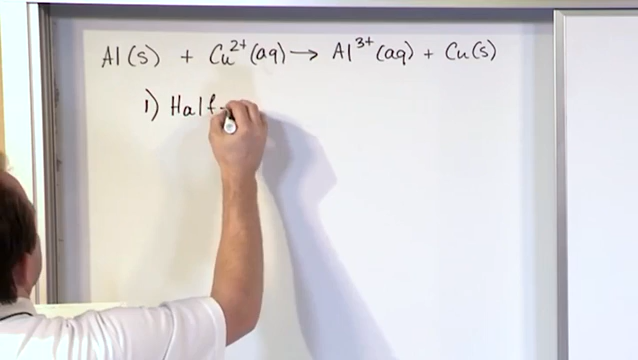 Al(s) + Cu²⁺(aq) → Al³⁺(aq) + Cu(s)
1) Half-